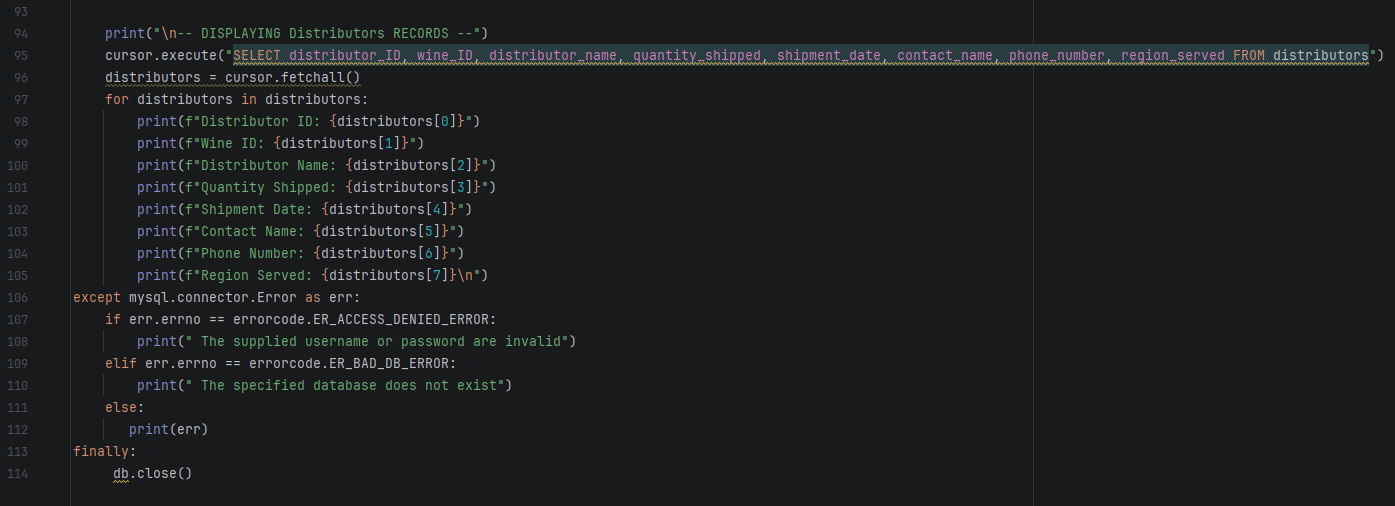 93
94 print("\n-- DISPLAYING Distributors RECORDS --")
95 cursor.execute("SELECT distributor_ID, wine_ID, distributor_name, quantity_shipped, shipment_date, contact_name, phone_number, region_served FROM distributors")
96 distributors = cursor.fetchall()
97 for distributors in distributors:
98 print(f"Distributor ID: {distributors[0]}")
99 print(f"Wine ID: {distributors[1]}")
100 print(f"Distributor Name: {distributors[2]}")
101 print(f"Quantity Shipped: {distributors[3]}")
102 print(f"Shipment Date: {distributors[4]}")
103 print(f"Contact Name: {distributors[5]}")
104 print(f"Phone Number: {distributors[6]}")
105 print(f"Region Served: {distributors[7]}\n")
106 except mysql.connector.Error as err:
107 if err.errno == errorcode.ER_ACCESS_DENIED_ERROR:
108 print(" The supplied username or password are invalid")
109 elif err.errno == errorcode.ER_BAD_DB_ERROR:
110 print(" The specified database does not exist")
111 else:
112 print(err)
113 finally:
114 db.close()